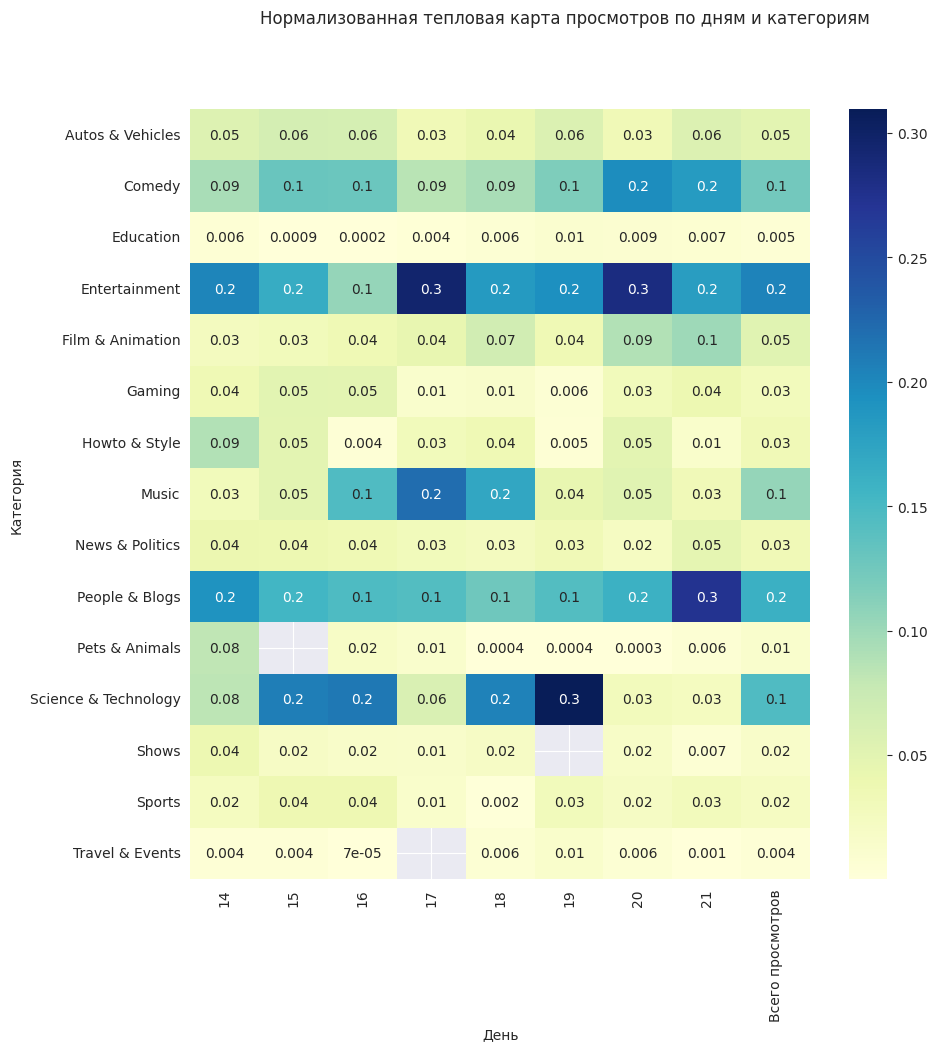 Нормализованная тепловая карта просмотров по дням и категориям
Autos & Vehicles 0.05 0.06 0.06 0.03 0.04 0.06 0.03 0.06 0.05
Comedy 0.09 0.1 0.1 0.09 0.09 0.1 0.2 0.2 0.1
Education 0.006 0.0009 0.0002 0.004 0.006 0.01 0.009 0.007 0.005
Entertainment 0.2 0.2 0.1 0.3 0.2 0.2 0.3 0.2 0.2
Film & Animation 0.03 0.03 0.04 0.04 0.07 0.04 0.09 0.1 0.05
Gaming 0.04 0.05 0.05 0.01 0.01 0.006 0.03 0.04 0.03
Howto & Style 0.09 0.05 0.004 0.03 0.04 0.005 0.05 0.01 0.03
Music 0.03 0.05 0.1 0.2 0.2 0.04 0.05 0.03 0.1
News & Politics 0.04 0.04 0.04 0.03 0.03 0.03 0.02 0.05 0.03
People & Blogs 0.2 0.2 0.1 0.1 0.1 0.1 0.2 0.3 0.2
Pets & Animals 0.08 0.02 0.01 0.0004 0.0004 0.0003 0.006 0.01
Science & Technology 0.08 0.2 0.2 0.06 0.2 0.3 0.03 0.03 0.1
Shows 0.04 0.02 0.02 0.01 0.02 0.02 0.007 0.02
Sports 0.02 0.04 0.04 0.01 0.002 0.03 0.02 0.03 0.02
Travel & Events 0.004 0.004 7e-05 0.006 0.01 0.006 0.001 0.004
14 15 16 17 18 19 20 21 Всего просмотров
День
Категория
0.30
0.25
0.20
0.15
0.10
0.05